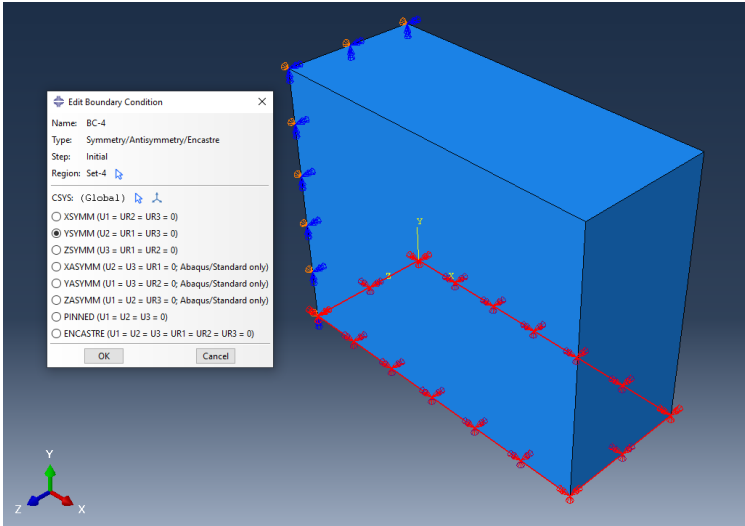 Edit Boundary Condition
Name: BC-4
Type: Symmetry/Antisymmetry/Encastre
Step: Initial
Region: Set-4
CSYS: (Global)
XSYMM (U1 = UR2 = UR3 = 0)
YSYMM (U2 = UR1 = UR3 = 0)
ZSYMM (U3 = UR1 = UR2 = 0)
XASYMM (U2 = U3 = UR1 = 0; Abaqus/Standard only)
YASYMM (U1 = U3 = UR2 = 0; Abaqus/Standard only)
ZASYMM (U1 = U2 = UR3 = 0; Abaqus/Standard only)
PINNED (U1 = U2 = U3 = 0)
ENCASTRE (U1 = U2 = U3 = UR1 = UR2 = UR3 = 0)
OK Cancel
Y
Z X
Y
Z X